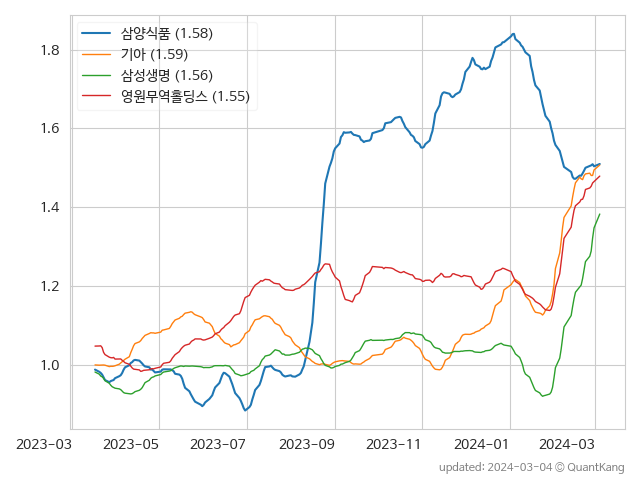 삼양식품 (1.58)
기아 (1.59)
삼성생명 (1.56)
영원무역홀딩스 (1.55)
1.8
1.6
1.4
1.2
1.0
2023-03 2023-05 2023-07 2023-09 2023-11 2024-01 2024-03
updated: 2024-03-04 © QuantKang